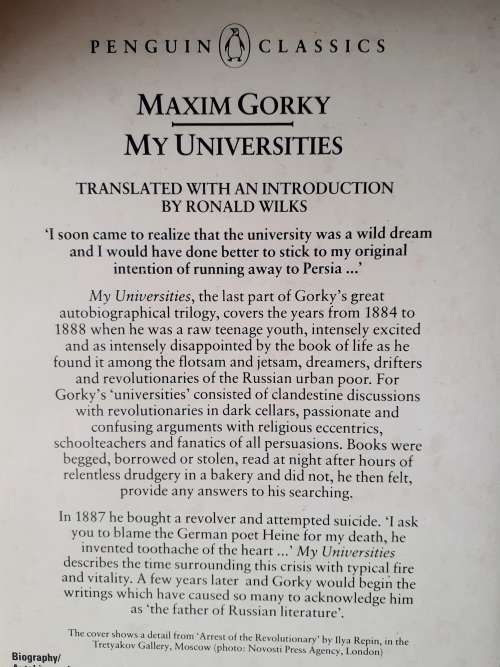 PENGUIN CLASSICS
MAXIM GORKY
MY UNIVERSITIES
TRANSLATED WITH AN INTRODUCTION
BY RONALD WILKS
‘I soon came to realize that the university was a wild dream
and I would have done better to stick to my original
intention of running away to Persia ...’
My Universities, the last part of Gorky’s great
autobiographical trilogy, covers the years from 1884 to
1888 when he was a raw teenage youth, intensely excited
and as intensely disappointed by the book of life as he
found it among the flotsam and jetsam, dreamers, drifters
and revolutionaries of the Russian urban poor. For
Gorky’s ‘universities’ consisted of clandestine discussions
with revolutionaries in dark cellars, passionate and
confusing arguments with religious eccentrics,
schoolteachers and fanatics of all persuasions. Books were
begged, borrowed or stolen, read at night after hours of
relentless drudgery in a bakery and did not, he then felt,
provide any answers to his searching.
In 1887 he bought a revolver and attempted suicide. ‘I ask
you to blame the German poet Heine for my death, he
invented toothache of the heart ...’ My Universities
describes the time surrounding this crisis with typical fire
and vitality. A few years later and Gorky would begin the
writings which have caused so many to acknowledge him
as ‘the father of Russian literature’.
The cover shows a detail from ‘Arrest of the Revolutionary’ by Ilya Repin, in the
Tretyakov Gallery, Moscow (photo: Novosti Press Agency, London)
Biography/